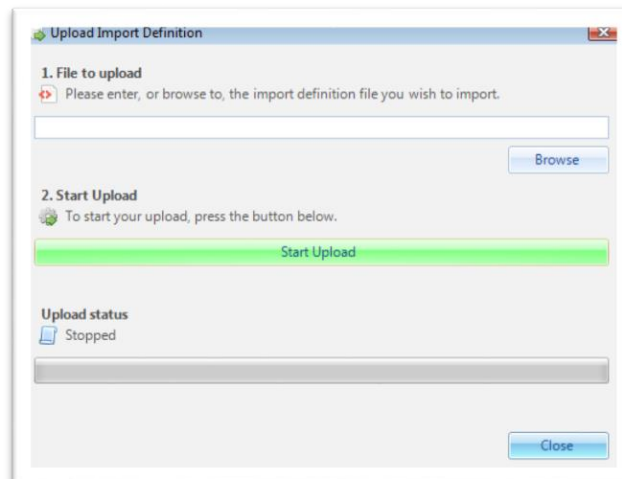 Upload Import Definition
1. File to upload
Please enter, or browse to, the import definition file you wish to import.
Browse
2. Start Upload
To start your upload, press the button below.
Start Upload
Upload status
Stopped
Close